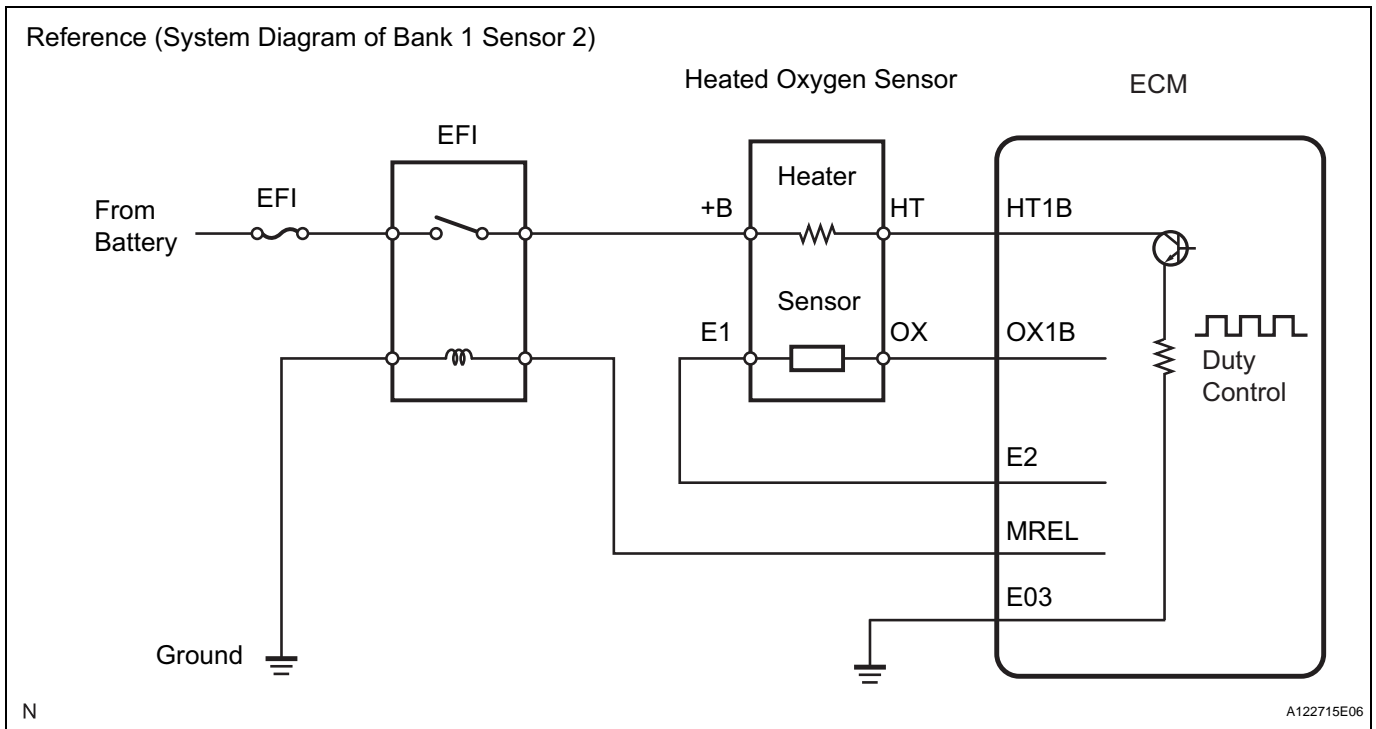 Reference (System Diagram of Bank 1 Sensor 2)
Heated Oxygen Sensor
ECM
EFI
Heater
EFI
From
Battery
+B
HT
HT1B
Sensor
E1
OX
OX1B
Duty
Control
E2
MREL
E03
Ground
N
A122715E06